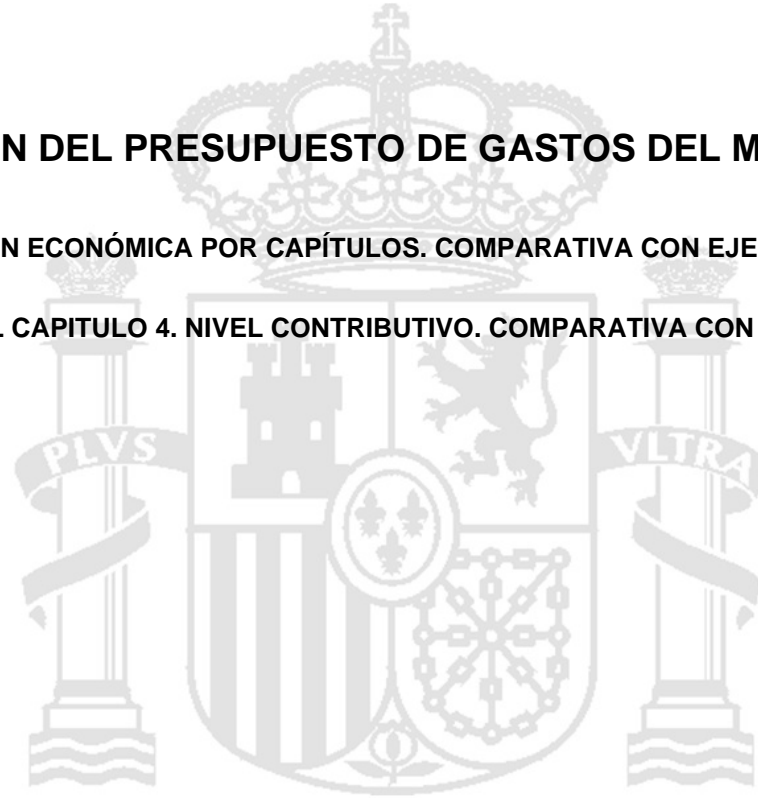 N DEL PRESUPUESTO DE GASTOS DEL M
N ECONÓMICA POR CAPÍTULOS. COMPARATIVA CON EJE
CAPITULO 4. NIVEL CONTRIBUTIVO. COMPARATIVA CON
PLVS
VLTRA